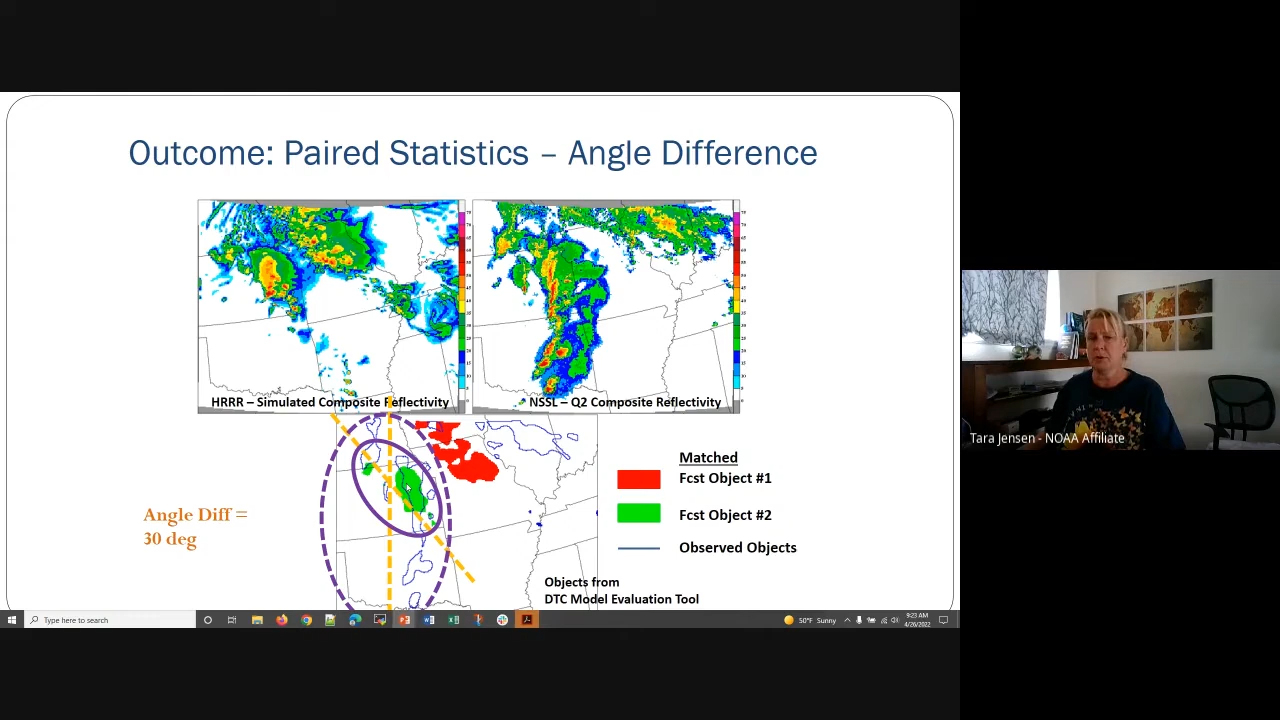 Outcome: Paired Statistics – Angle Difference
HRRR – Simulated Composite Reflectivity
NSSL – Q2 Composite Reflectivity
Matched
Fcst Object #1
Fcst Object #2
Observed Objects
Angle Diff =
30 deg
Objects from
DTC Model Evaluation Tool
Tara Jensen - NOAA Affiliate
Type here to search
50°F Sunny
9:23 AM
4/26/2022